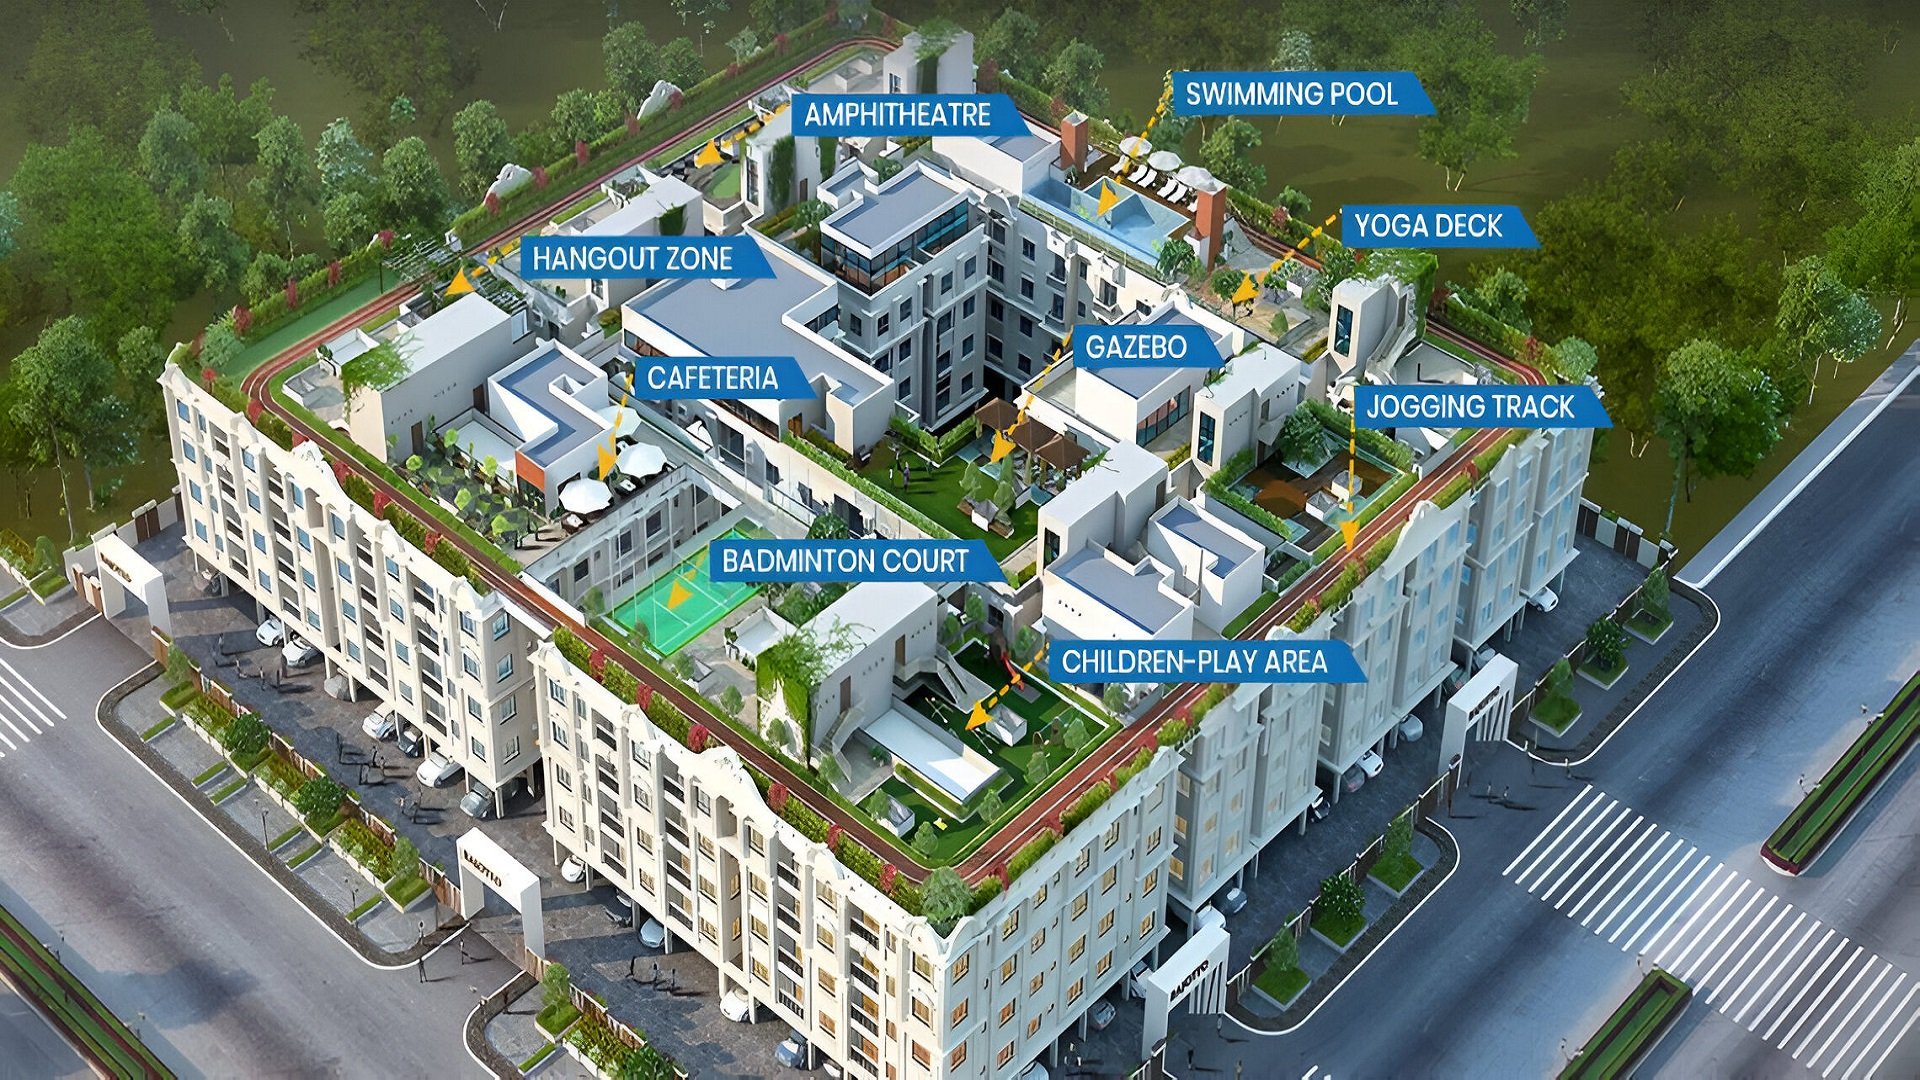 SWIMMING POOL
AMPHITHEATRE
YOGA DECK
HANGOUT ZONE
GAZEBO
CAFETERIA
JOGGING TRACK
BADMINTON COURT
CHILDREN-PLAY AREA